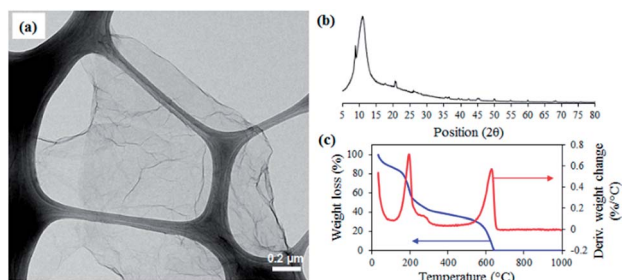 (a)
0.2 μm
(b)
5 10 15 20 25 30 35 40 45 50 55 60 65 70 75 80
Position (2θ)
(c)
Weight loss (%)
100
80
60
40
20
0
0 200 400 600 800 1000
Temperature (°C)
0.8
0.6
0.4
0.2
0
-0.2
Deriv. weight change
(%/°C)